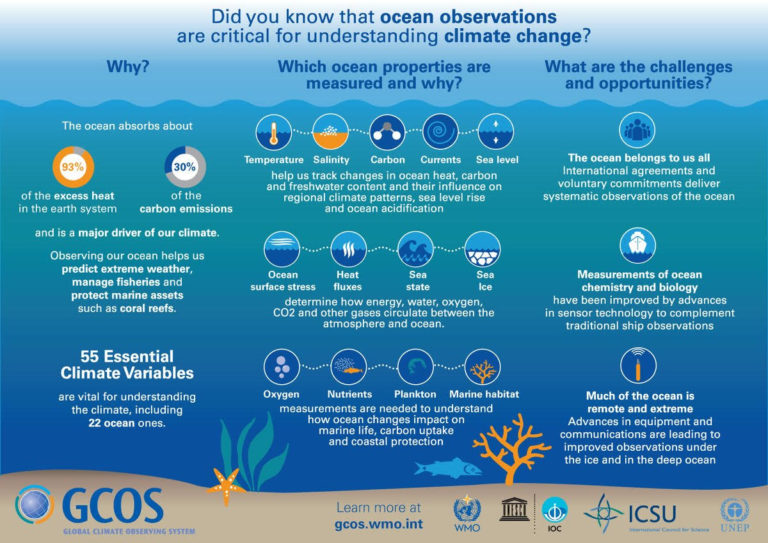 Did you know that ocean observations
are critical for understanding climate change?
Why?
The ocean absorbs about
93%
30%
of the excess heat
in the earth system
of the
carbon emissions
and is a major driver of our climate.
Observing our ocean helps us
predict extreme weather,
manage fisheries and
protect marine assets
such as coral reefs.
55 Essential
Climate Variables
are vital for understanding
the climate, including
22 ocean ones.
Which ocean properties are
measured and why?
Temperature
Salinity
Carbon
Currents
Sea level
help us track changes in ocean heat, carbon
and freshwater content and their influence on
regional climate patterns, sea level rise
and ocean acidification
Ocean
surface stress
Heat
fluxes
Sea
state
Sea
Ice
determine how energy, water, oxygen,
CO2 and other gases circulate between the
atmosphere and ocean.
Oxygen
Nutrients
Plankton
Marine habitat
measurements are needed to understand
how ocean changes impact on
marine life, carbon uptake
and coastal protection
What are the challenges
and opportunities?
The ocean belongs to us all
International agreements and
voluntary commitments deliver
systematic observations of the ocean
Measurements of ocean
chemistry and biology
have been improved by advances
in sensor technology to complement
traditional ship observations
Much of the ocean is
remote and extreme
Advances in equipment and
communications are leading to
improved observations under
the ice and in the deep ocean
GCOS
GLOBAL CLIMATE OBSERVING SYSTEM
Learn more at
gcos.wmo.int
WMO
UNESCO
IOC
ICSU
International Council for Science
UNEP